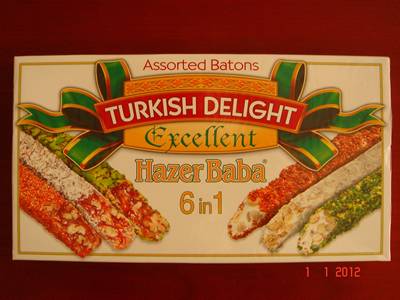 Assorted Batons
TURKISH DELIGHT
Excellent
Hazer Baba®
6 in 1
1 1 2012